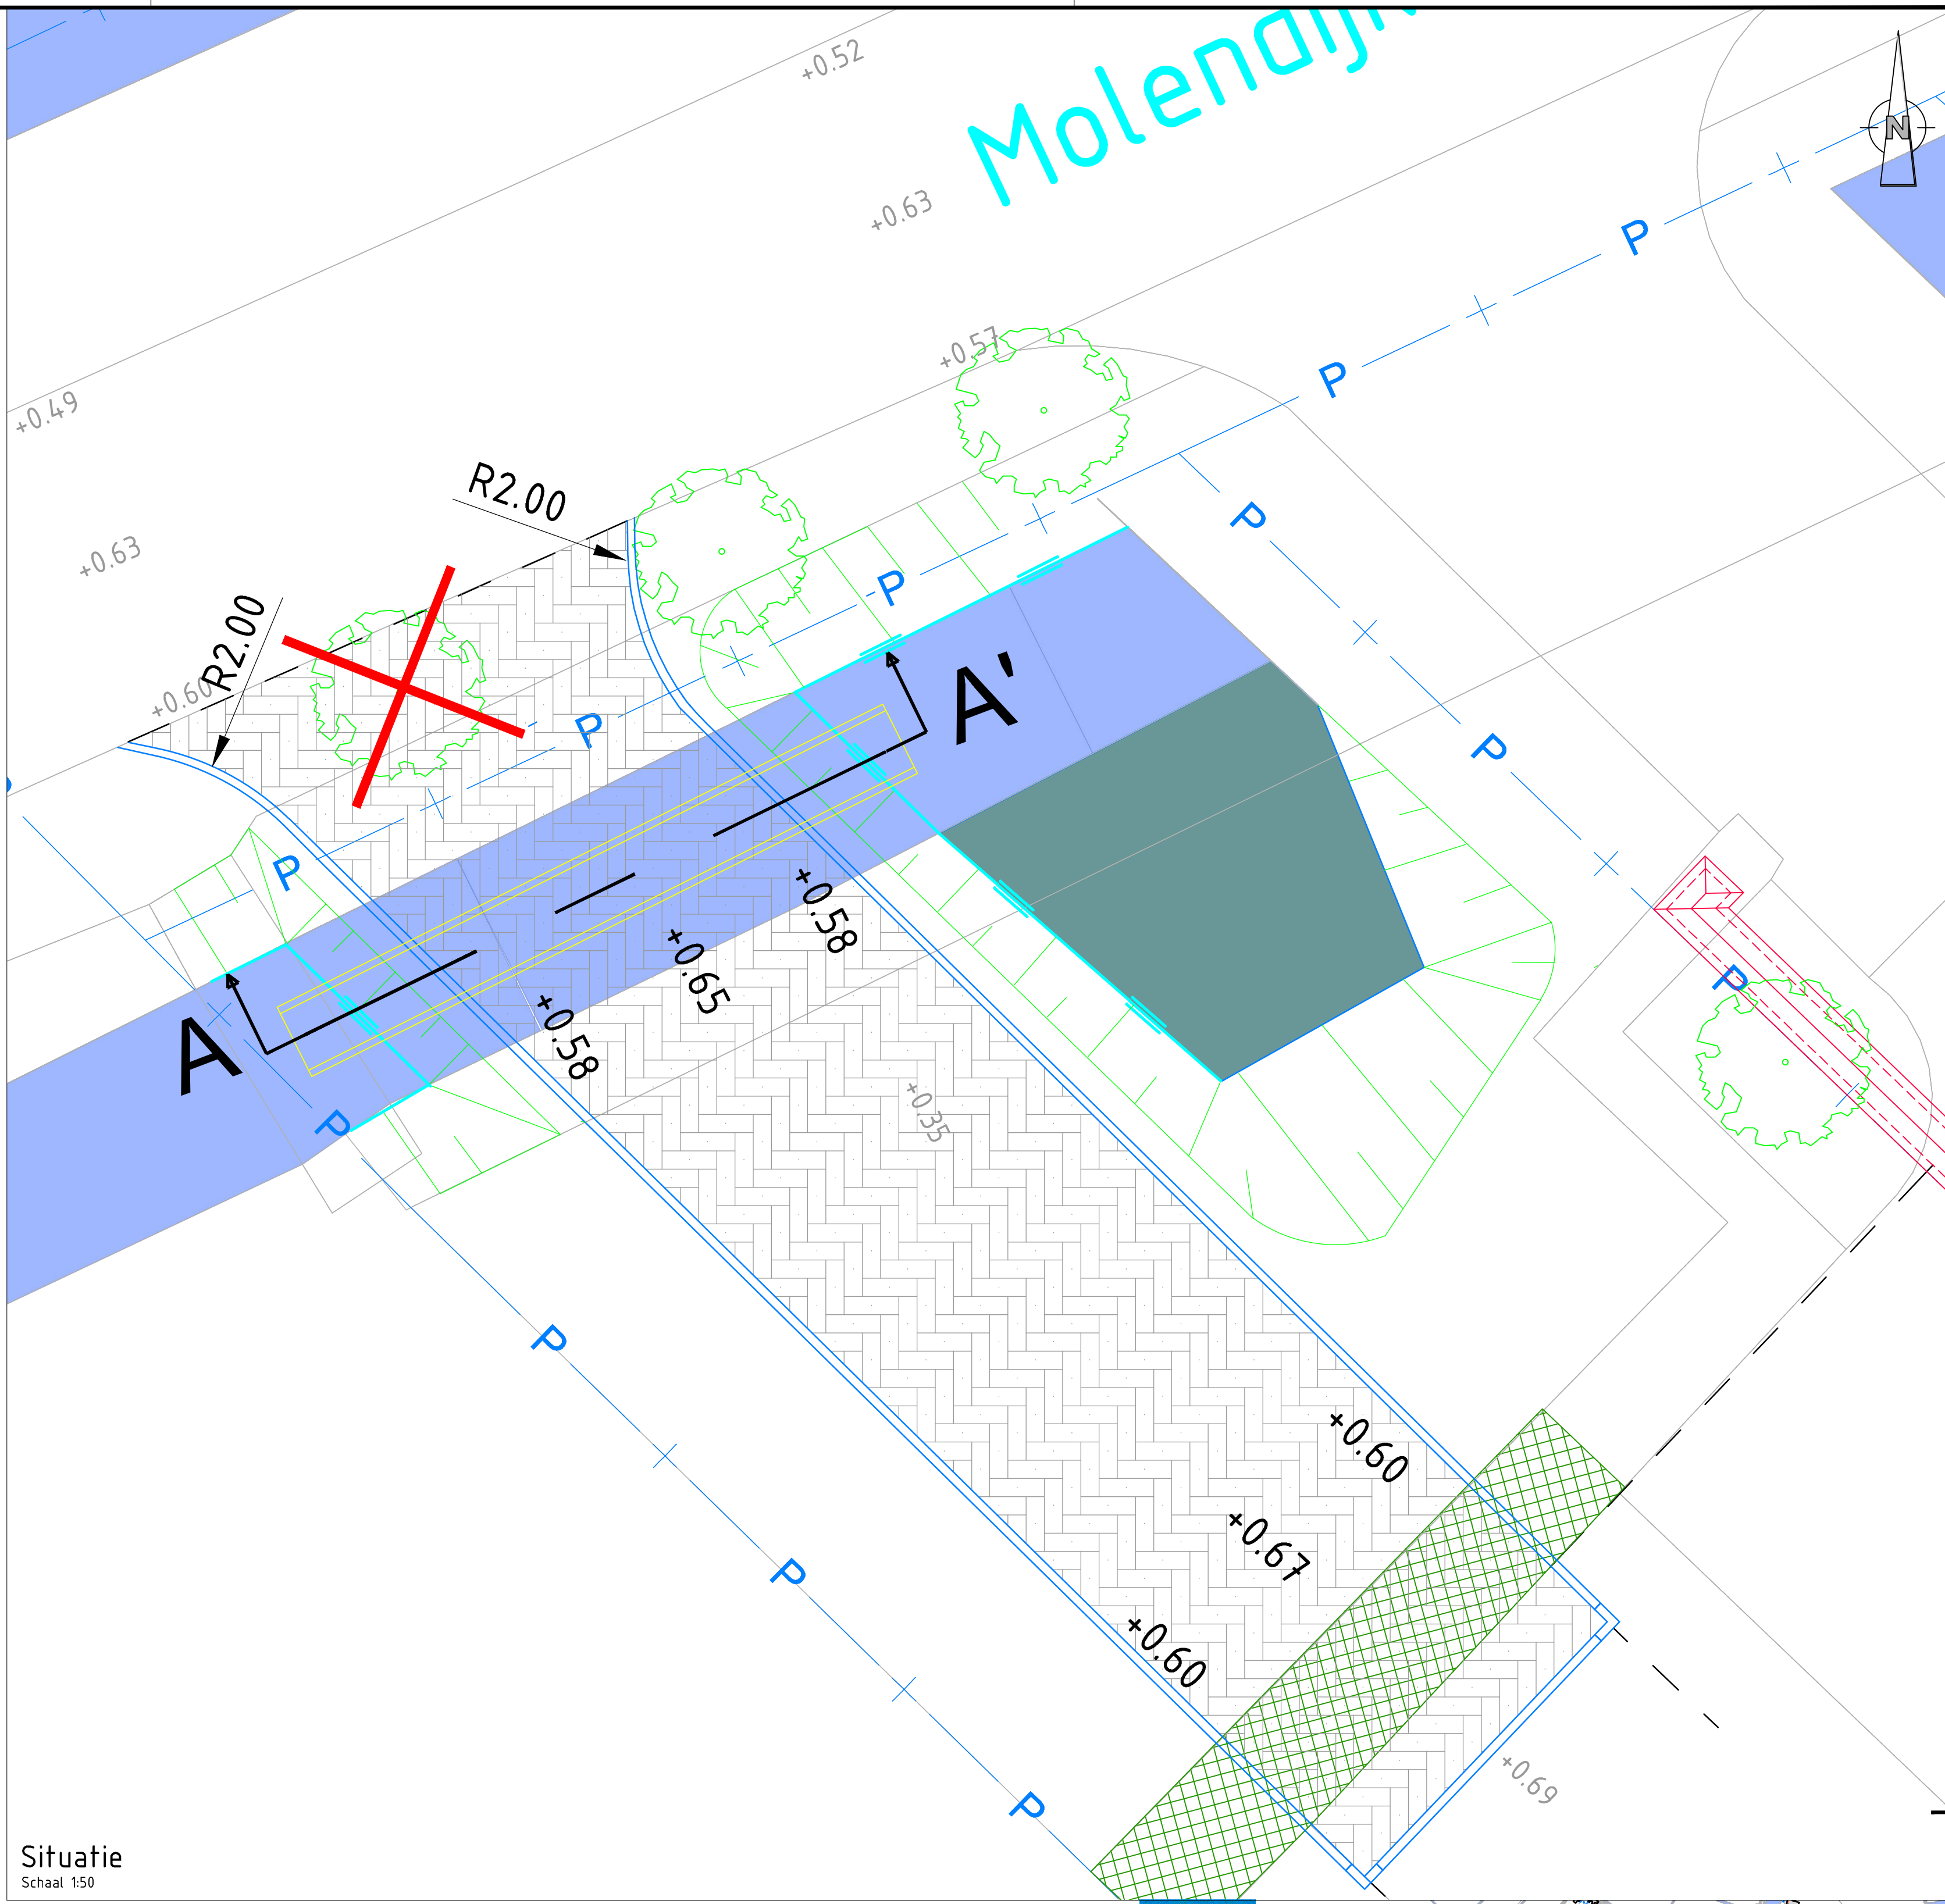 +0.52
Molendijk
N
+0.63
P
+0.57
P
+0.49
R2.00
P
+0.63
P
R2.00
+0.60
A'
P
P
P
+0.58
+0.65
P
+0.58
A
+0.35
P
P
+0.60
+0.67
P
+0.60
+0.69
P
Situatie
Schaal 1:50